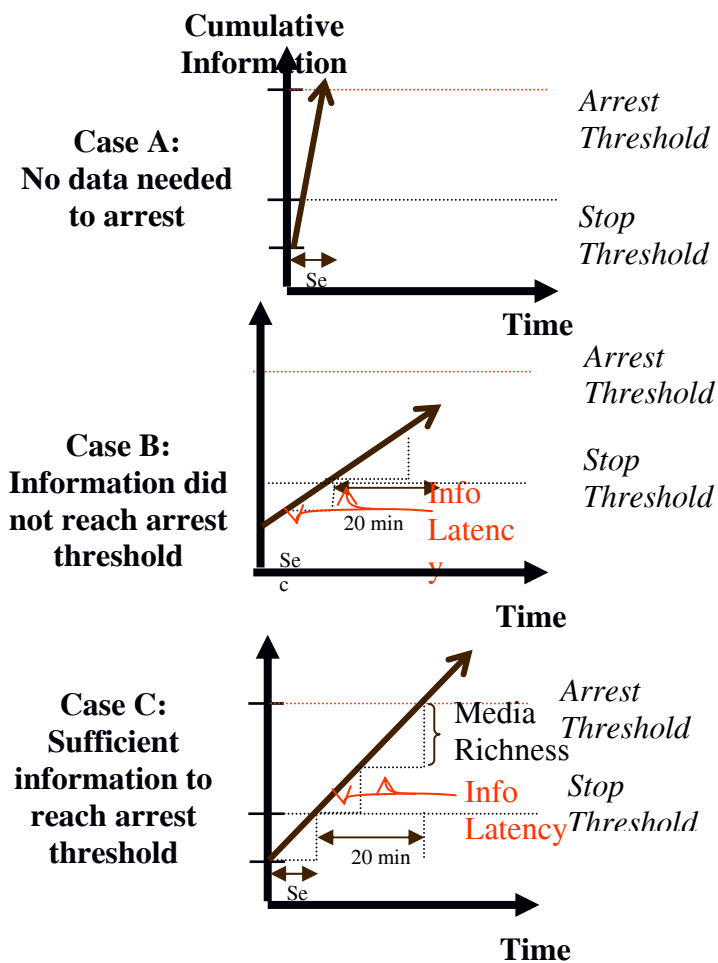 Cumulative
Information
Arrest
Threshold
Case A:
No data needed
to arrest
Stop
Threshold
Se
Time
Arrest
Threshold
Case B:
Information did
not reach arrest
threshold
Stop
Threshold
Info
Latenc
y
20 min
Se
c
Time
Case C:
Sufficient
information to
reach arrest
threshold
Arrest
Threshold
Media
Richness
Info
Latency
Stop
Threshold
20 min
Se
Time